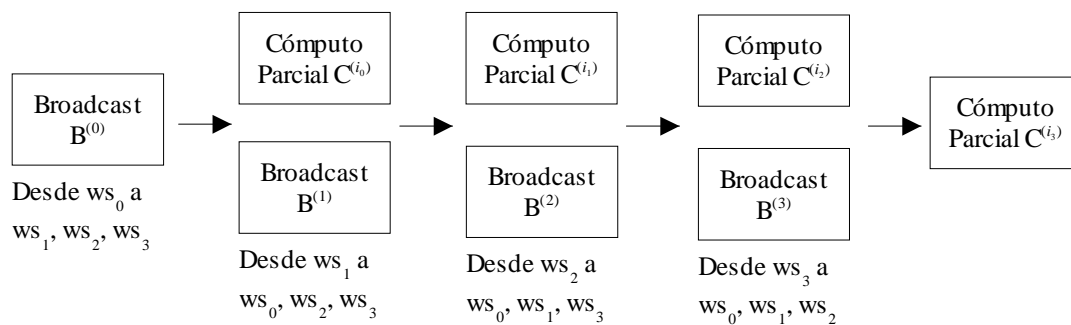 Broadcast
B⁽⁰⁾
Desde ws₀ a
ws₁, ws₂, ws₃
Cómputo
Parcial C⁽ⁱ₀⁾
Broadcast
B⁽¹⁾
Desde ws₁ a
ws₀, ws₂, ws₃
Cómputo
Parcial C⁽ⁱ₁⁾
Broadcast
B⁽²⁾
Desde ws₂ a
ws₀, ws₁, ws₃
Cómputo
Parcial C⁽ⁱ₂⁾
Broadcast
B⁽³⁾
Desde ws₃ a
ws₀, ws₁, ws₂
Cómputo
Parcial C⁽ⁱ₃⁾